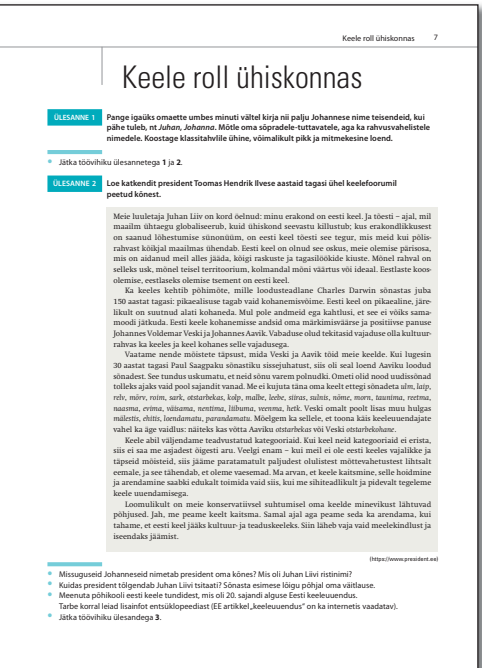 Keele roll ühiskonnas 7
Keele roll ühiskonnas
ÜLESANNE 1 Pange igaüks omaette umbes minuti vältel kirja nii palju Johannese nime teisendeid, kui
pähe tuleb, nt Juhan, Johanna. Mõtle oma sõpradele-tuttavatele, aga ka rahvusvahelistele
nimedele. Koostage klassitahvlile ühine, võimalikult pikk ja mitmekesine loend.
Jätka töövihiku ülesannetega 1 ja 2.
ÜLESANNE 2 Loe katkendit president Toomas Hendrik Ilvese aastaid tagasi ühel keelefoorumil
peetud kõnest.
Meie luuletaja Juhan Liiv on kord öelnud: minu erakond on eesti keel. Ja tõesti – ajal, mil
maailm ühtaegu globaliseerub, kuid ühiskond seevastu killustub; kus erakondlikkusest
on saanud lõhestumise sünonüüm, on eesti keel tõesti see tegur, mis meid kui põlis-
rahvast kõikjal maailmas ühendab. Eesti keel on olnud see oskus, meie olemise pärisosa,
mis on aidanud meil alles jääda, kõigi raskuste ja tagasilöökide kiuste. Mõnel rahval on
selleks usk, mõnel teisel territoorium, kolmandal mõni väärtus või ideaal. Eestlaste koos-
olemise, eestlaseks olemise tsement on eesti keel.
Ka keeles kehtib põhimõte, mille loodusteadlane Charles Darwin sõnastas juba
150 aastat tagasi: pikaealisuse tagab vaid kohanemisvõime. Eesti keel on pikaealine, järe-
likult on suutnud alati kohaneda. Mul pole andmeid ega kahtlusi, et see ei võiks sama-
moodi jätkuda. Eesti keele kohanemisse andsid oma märkimisväärse ja positiivse panuse
Johannes Voldemar Veski ja Johannes Aavik. Vabaduse olud tekitasid vajaduse olla kultuur-
rahvas ka keeles ja keel kohanes selle vajadusega.
Vaatame nende mõistete täpsust, mida Veski ja Aavik tõid meie keelde. Kui lugesin
30 aastat tagasi Paul Saagpaku sõnastiku sissejuhatust, siis oli seal loend Aaviku loodud
sõnadest. See tundus uskumatu, et neid sõnu varem polnudki. Ometi olid nood uudissõnad
tolleks ajaks vaid pool sajandit vanad. Me ei kujuta täna oma keelt ettegi sõnadeta ulm, laip,
relv, mõrv, roim, sark, otstarbekas, kolp, malbe, leebe, siiras, sulnis, nõme, morn, taunima, reetma,
naasma, evima, väisama, nentima, liibuma, veenma, hetk. Veski omalt poolt lisas muu hulgas
mälestis, ehitis, loendamatu, parandamatu. Mõelgem ka sellele, et toona käis keeleuuendajate
vahel ka äge vaidlus: näiteks kas võtta Aaviku otstarbekas või Veski otstarbekohane.
Keele abil väljendame teadvustatud kategooriaid. Kui keel neid kategooriaid ei erista,
siis ei saa me asjadest õigesti aru. Veelgi enam – kui meil ei ole eesti keeles vajalikke ja
täpseid mõisteid, siis jääme paratamatult paljudest olulistest mõttevahetustest lihtsalt
eemale, ja see tähendab, et oleme vaesemad. Ma arvan, et keele kaitsmine, selle hoidmine
ja arendamine saabki edukalt toimida vaid siis, kui me sihiteadlikult ja pidevalt tegeleme
keele uuendamisega.
Loomulikult on meie konservatiivsel suhtumisel oma keelde minevikust lähtuvad
põhjused. Jah, me peame keelt kaitsma. Samal ajal aga peame seda ka arendama, kui
tahame, et eesti keel jääks kultuur- ja teaduskeeleks. Siin läheb vaja vaid meelekindlust ja
iseendaks jäämist.
(https://www.president.ee)
Missuguseid Johanneseid nimetab president oma kõnes? Mis oli Juhan Liivi ristinimi?
Kuidas president tõlgendab Juhan Liivi tsitaati? Sõnasta esimese lõigu põhjal oma väitlause.
Meenuta põhikooli eesti keele tundidest, mis oli 20. sajandi alguse Eesti keeleuuendus.
Tarbe korral leiad lisainfot entsüklopeediast (EE artikkel „keeleuuendus” on ka internetis vaadatav).
Jätka töövihiku ülesandega 3.